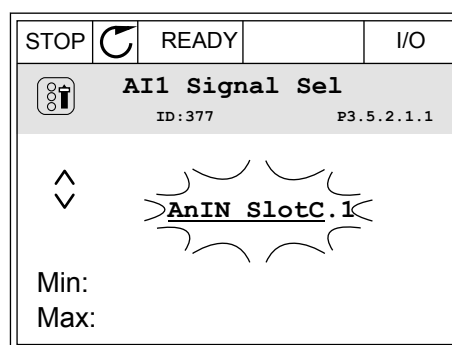 STOP READY I/O
AI1 Signal Sel
ID:377 P3.5.2.1.1
AnIN SlotC.1
Min:
Max: